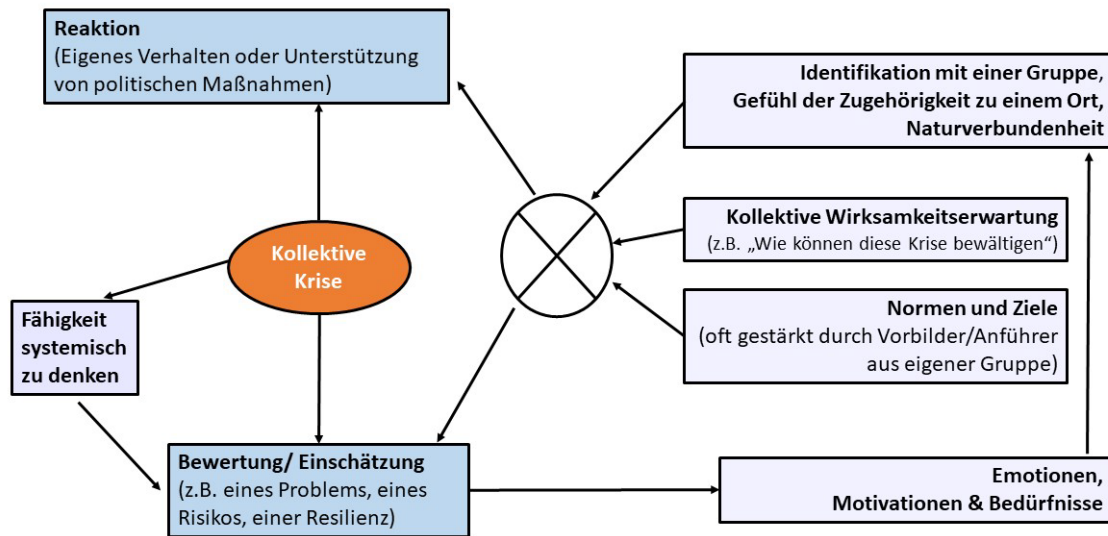 Reaktion
(Eigenes Verhalten oder Unterstützung
von politischen Maßnahmen)
Identifikation mit einer Gruppe,
Gefühl der Zugehörigkeit zu einem Ort,
Naturverbundenheit
Kollektive Wirksamkeitserwartung
(z.B. „Wie können diese Krise bewältigen“)
Kollektive
Krise
Normen und Ziele
(oft gestärkt durch Vorbilder/Anführer
aus eigener Gruppe)
Fähigkeit
systemisch
zu denken
Bewertung/ Einschätzung
(z.B. eines Problems, eines
Risikos, einer Resilienz)
Emotionen,
Motivationen & Bedürfnisse